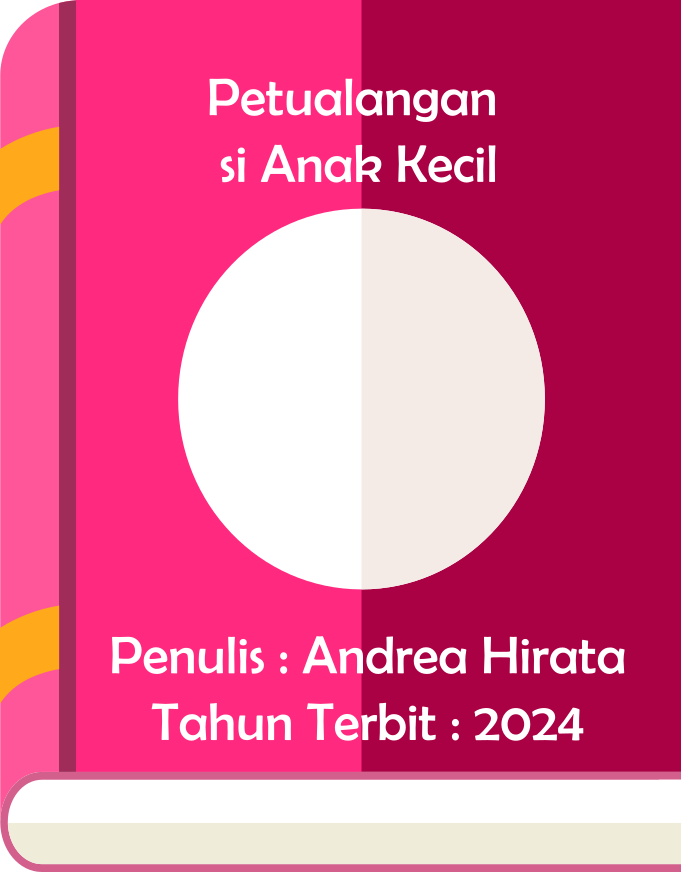 Petualangan
si Anak Kecil
Penulis : Andrea Hirata
Tahun Terbit : 2024